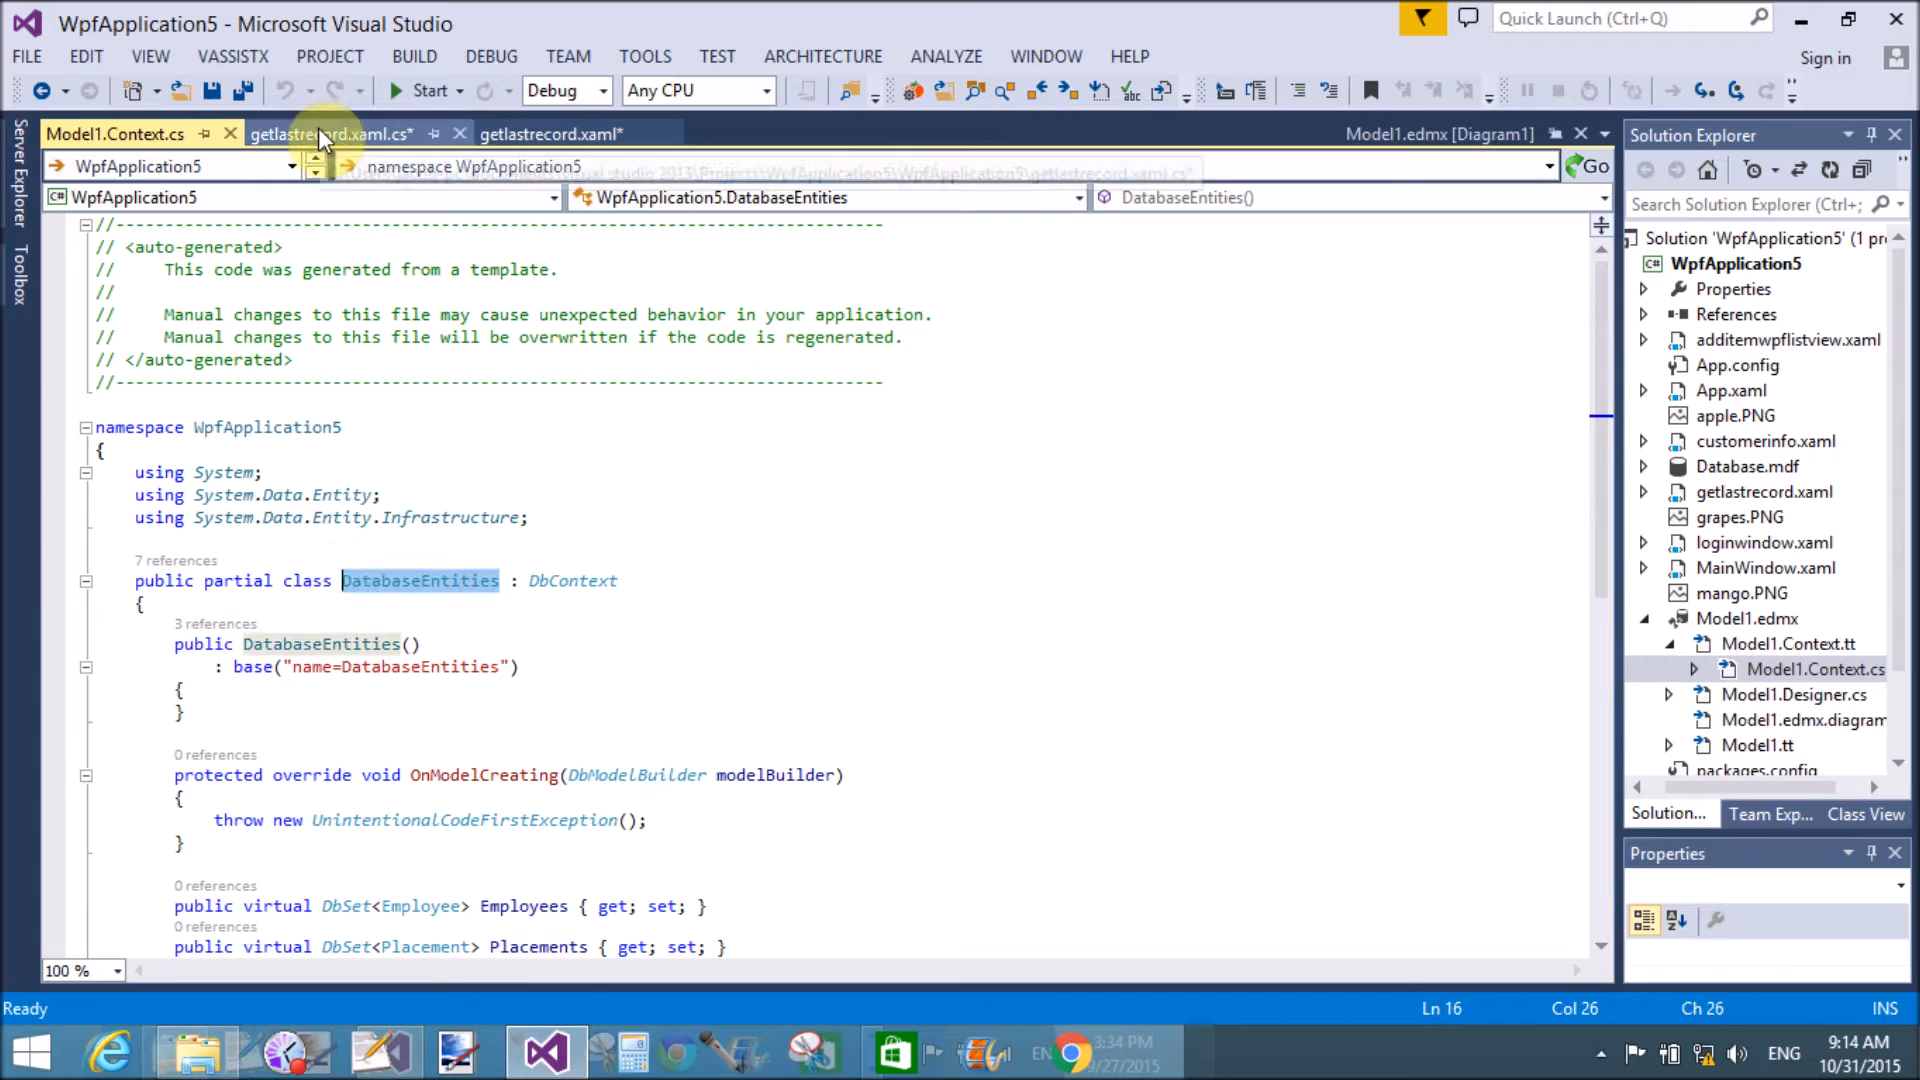 WpfApplication5 - Microsoft Visual Studio
Quick Launch (Ctrl+Q)
FILE EDIT VIEW VASSISTX PROJECT BUILD DEBUG TEAM TOOLS TEST ARCHITECTURE ANALYZE WINDOW HELP
Sign in
Start Debug Any CPU
Model1.Context.cs getlastrecord.xaml.cs* getlastrecord.xaml* Model1.edmx [Diagram1]
WpfApplication5 namespace WpfApplication5 Go
WpfApplication5 WpfApplication5.DatabaseEntities DatabaseEntities()
Server Explorer
Toolbox
//------------------------------------------------------------------------------
// <auto-generated>
// This code was generated from a template.
//
// Manual changes to this file may cause unexpected behavior in your application.
// Manual changes to this file will be overwritten if the code is regenerated.
// </auto-generated>
//------------------------------------------------------------------------------
namespace WpfApplication5
{
using System;
using System.Data.Entity;
using System.Data.Entity.Infrastructure;
7 references
public partial class DatabaseEntities : DbContext
{
3 references
public DatabaseEntities()
: base("name=DatabaseEntities")
{
}
0 references
protected override void OnModelCreating(DbModelBuilder modelBuilder)
{
throw new UnintentionalCodeFirstException();
}
0 references
public virtual DbSet<Employee> Employees { get; set; }
0 references
public virtual DbSet<Placement> Placements { get; set; }
100 %
Solution Explorer
Search Solution Explorer (Ctrl+;
Solution 'WpfApplication5' (1 pr
WpfApplication5
Properties
References
additemwpflistview.xaml
App.config
App.xaml
apple.PNG
customerinfo.xaml
Database.mdf
getlastrecord.xaml
grapes.PNG
loginwindow.xaml
MainWindow.xaml
mango.PNG
Model1.edmx
Model1.Context.tt
Model1.Context.cs
Model1.Designer.cs
Model1.edmx.diagram
Model1.tt
packages.config
Solution... Team Exp... Class View
Properties
Ready Ln 16 Col 26 Ch 26 INS
EN 3:34 PM
9/27/2015
ENG 9:14 AM
10/31/2015